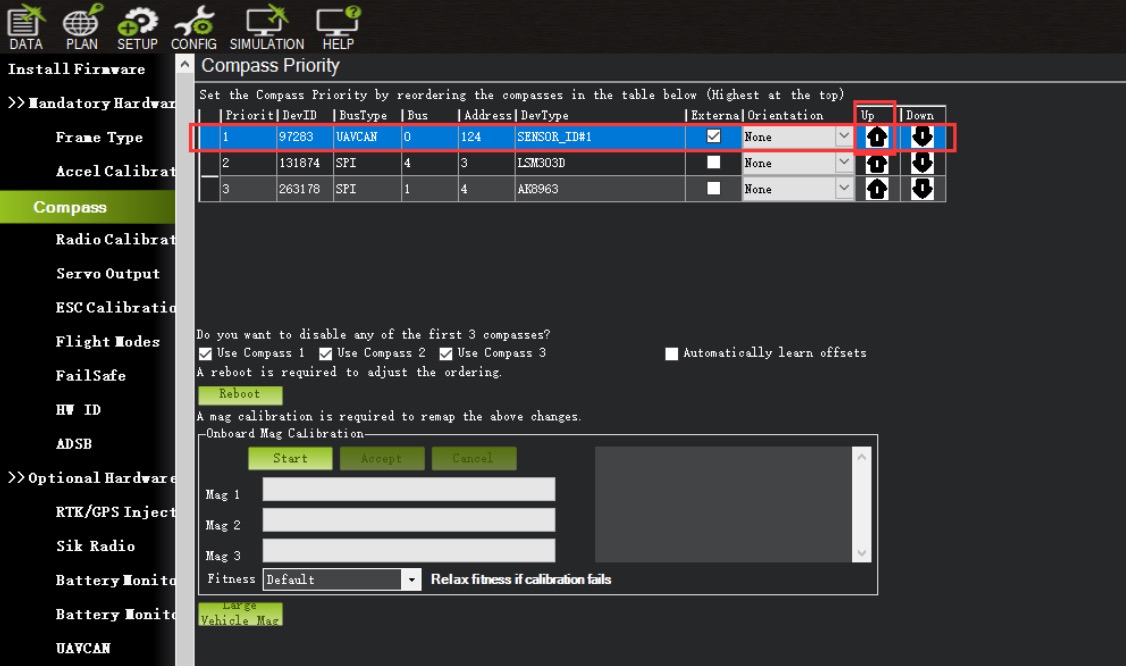 DATA PLAN SETUP CONFIG SIMULATION HELP
Install Firmware
>> Mandatory Hardwar
Frame Type
Accel Calibrat
Compass
Radio Calibrat
Servo Output
ESC Calibratio
Flight Modes
FailSafe
HW ID
ADSB
>> Optional Hardware
RTK/GPS Inject
Sik Radio
Battery Monito
Battery Monito
UAVCAN
Compass Priority
Set the Compass Priority by reordering the compasses in the table below (Highest at the top)
Priorit DevID BusType Bus Address DevType Externa Orientation Up Down
1 97283 UAVCAN 0 124 SENSOR_ID#1 None
2 131874 SPI 4 3 LSM303D None
3 263178 SPI 1 4 AK8963 None
Do you want to disable any of the first 3 compasses?
Use Compass 1 Use Compass 2 Use Compass 3 Automatically learn offsets
A reboot is required to adjust the ordering.
Reboot
A mag calibration is required to remap the above changes.
Onboard Mag Calibration
Start Accept Cancel
Mag 1
Mag 2
Mag 3
Fitness Default Relax fitness if calibration fails
Large
Vehicle Mag